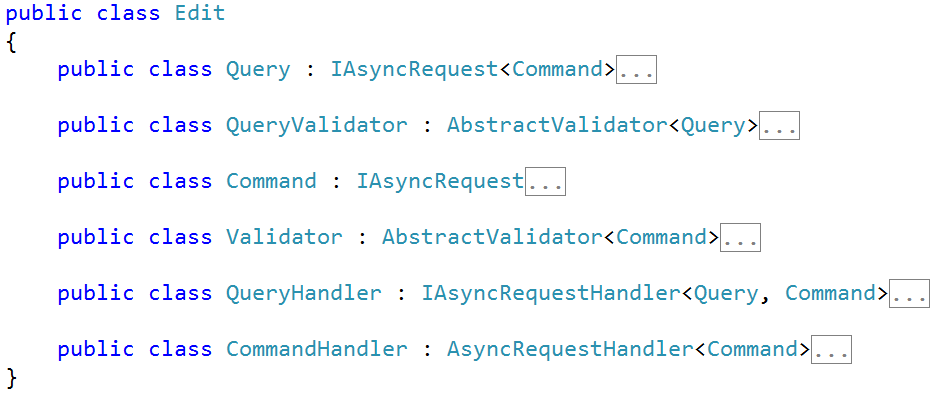 public class Edit
{
    public class Query : IAsyncRequest<Command>...
    public class QueryValidator : AbstractValidator<Query>...
    public class Command : IAsyncRequest...
    public class Validator : AbstractValidator<Command>...
    public class QueryHandler : IAsyncRequestHandler<Query, Command>...
    public class CommandHandler : AsyncRequestHandler<Command>...
}